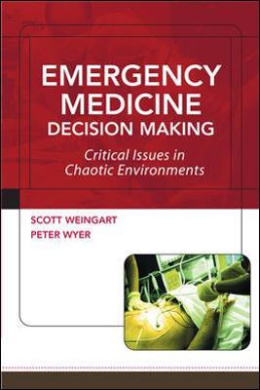 EMERGENCY
MEDICINE
DECISION MAKING
Critical Issues in
Chaotic Environments
SCOTT WEINGART
PETER WYER